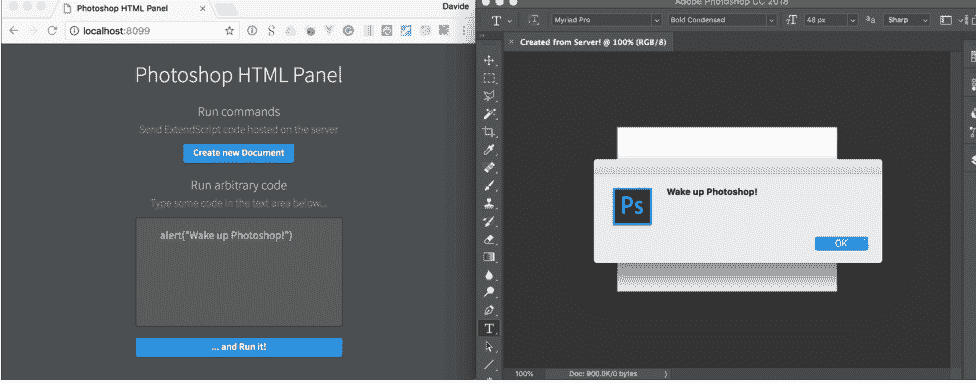 Davide
Photoshop HTML Panel
localhost:8099
Photoshop HTML Panel
Run commands
Send ExtendScript code hosted on the server
Create new Document
Run arbitrary code
Type some code in the text area below...
alert("Wake up Photoshop!")
... and Run it!
Adobe Photoshop CC 2018
T
Myriad Pro
Bold Condensed
48 px
aa
Sharp
Created from Server! @ 100% (RGB/8)
Ps
Wake up Photoshop!
OK
100%
Doc: 900.0K/0 bytes